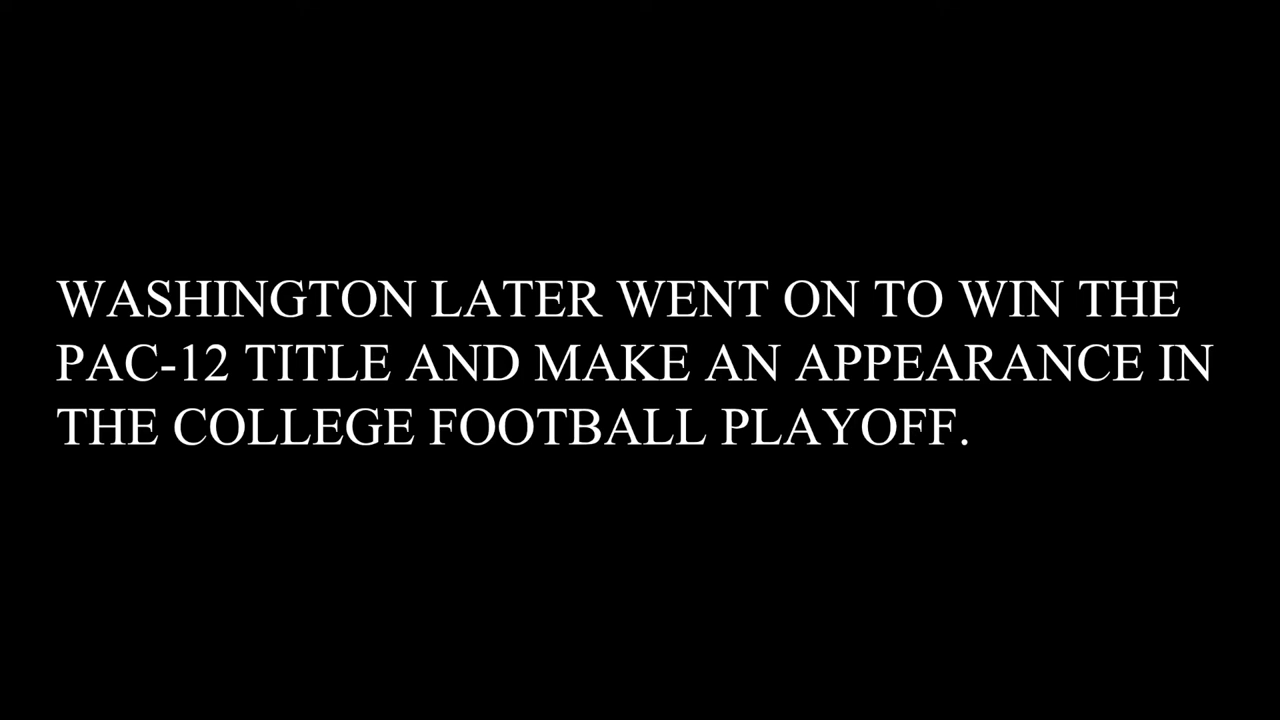 WASHINGTON LATER WENT ON TO WIN THE
PAC-12 TITLE AND MAKE AN APPEARANCE IN
THE COLLEGE FOOTBALL PLAYOFF.